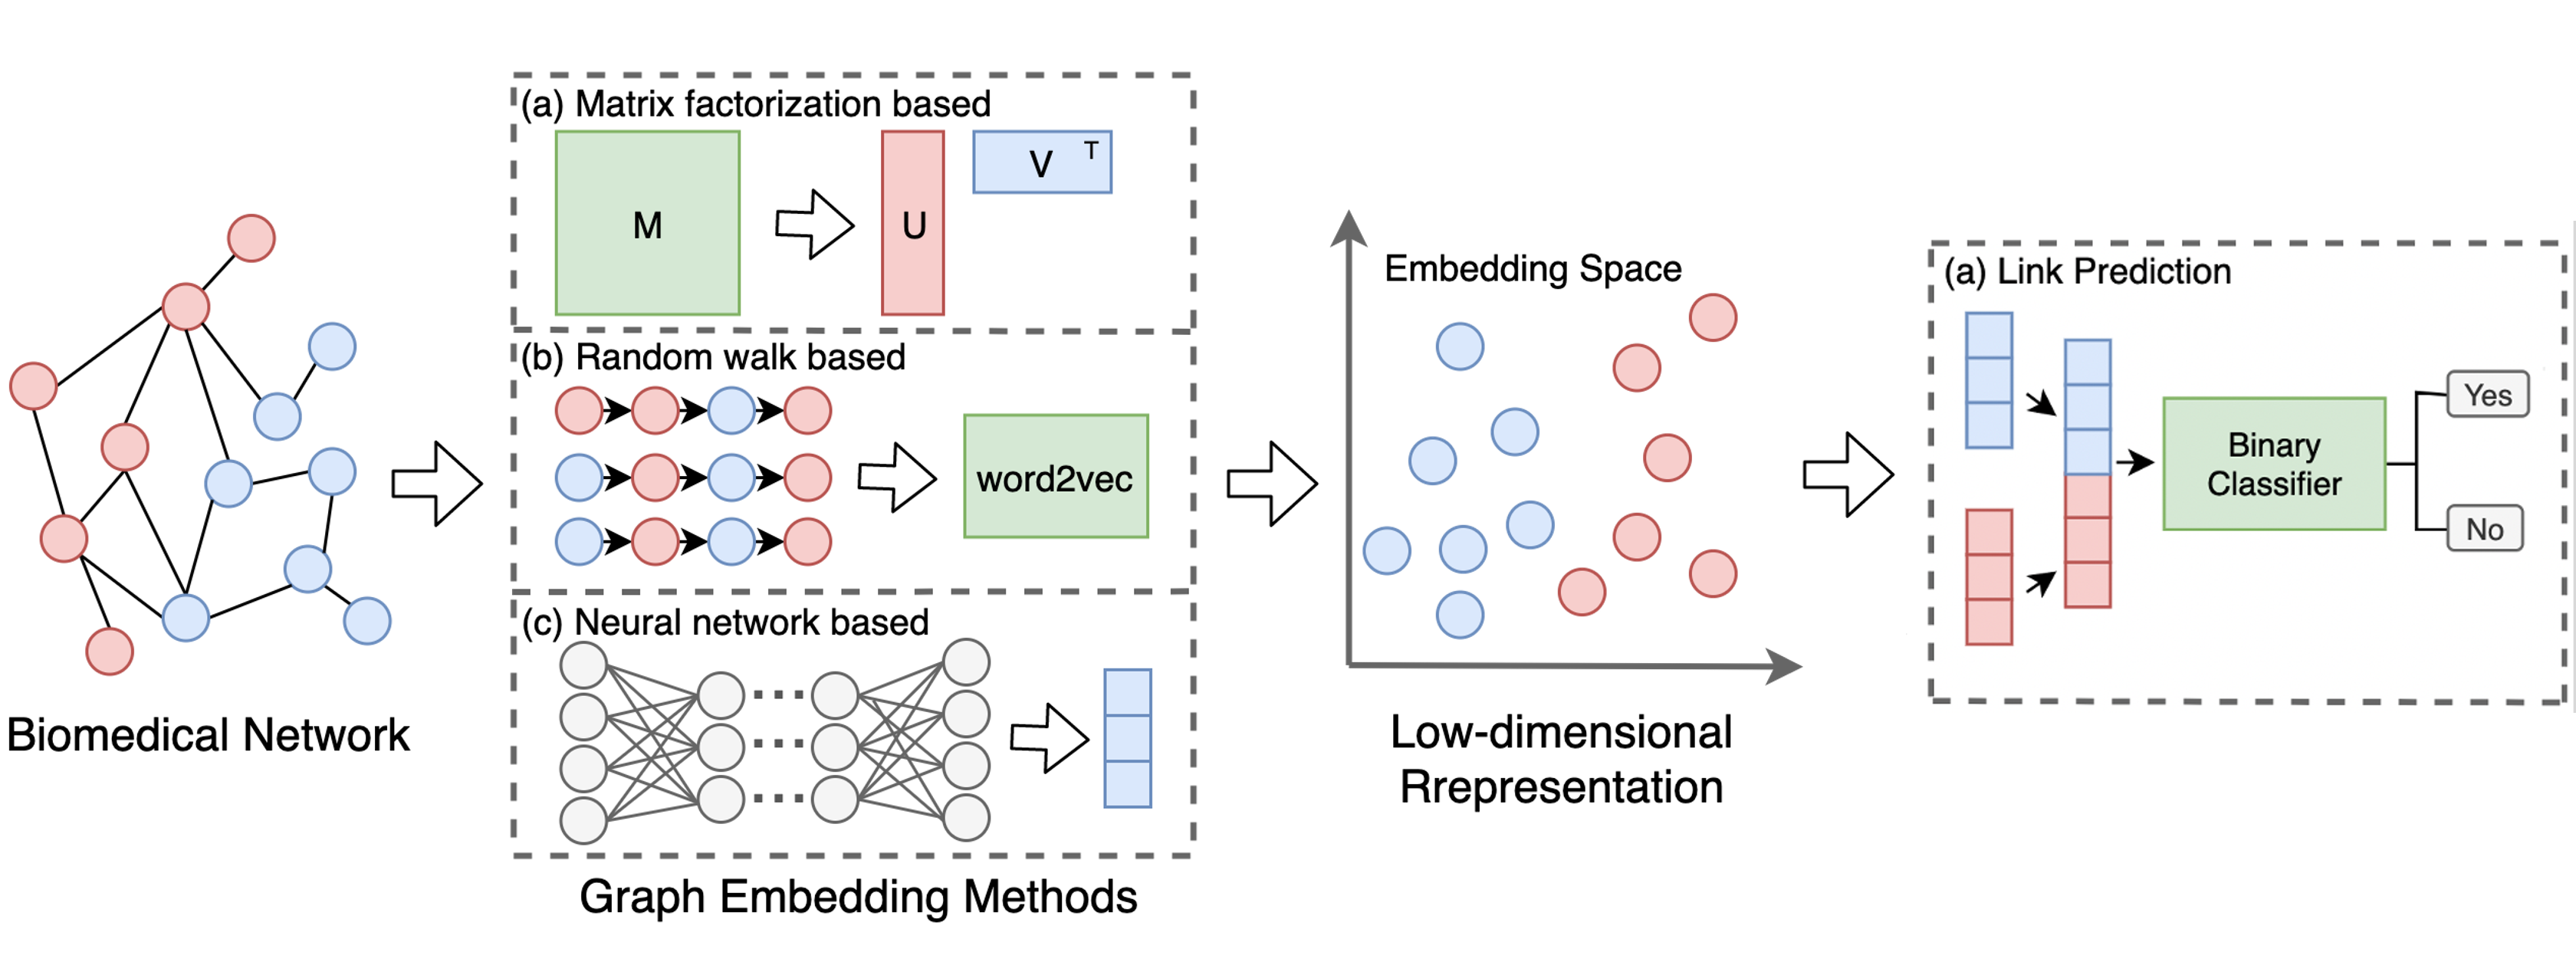 Biomedical Network
(a) Matrix factorization based
M
U
V T
(b) Random walk based
word2vec
(c) Neural network based
Graph Embedding Methods
Embedding Space
Low-dimensional
Rrepresentation
(a) Link Prediction
Binary
Classifier
Yes
No